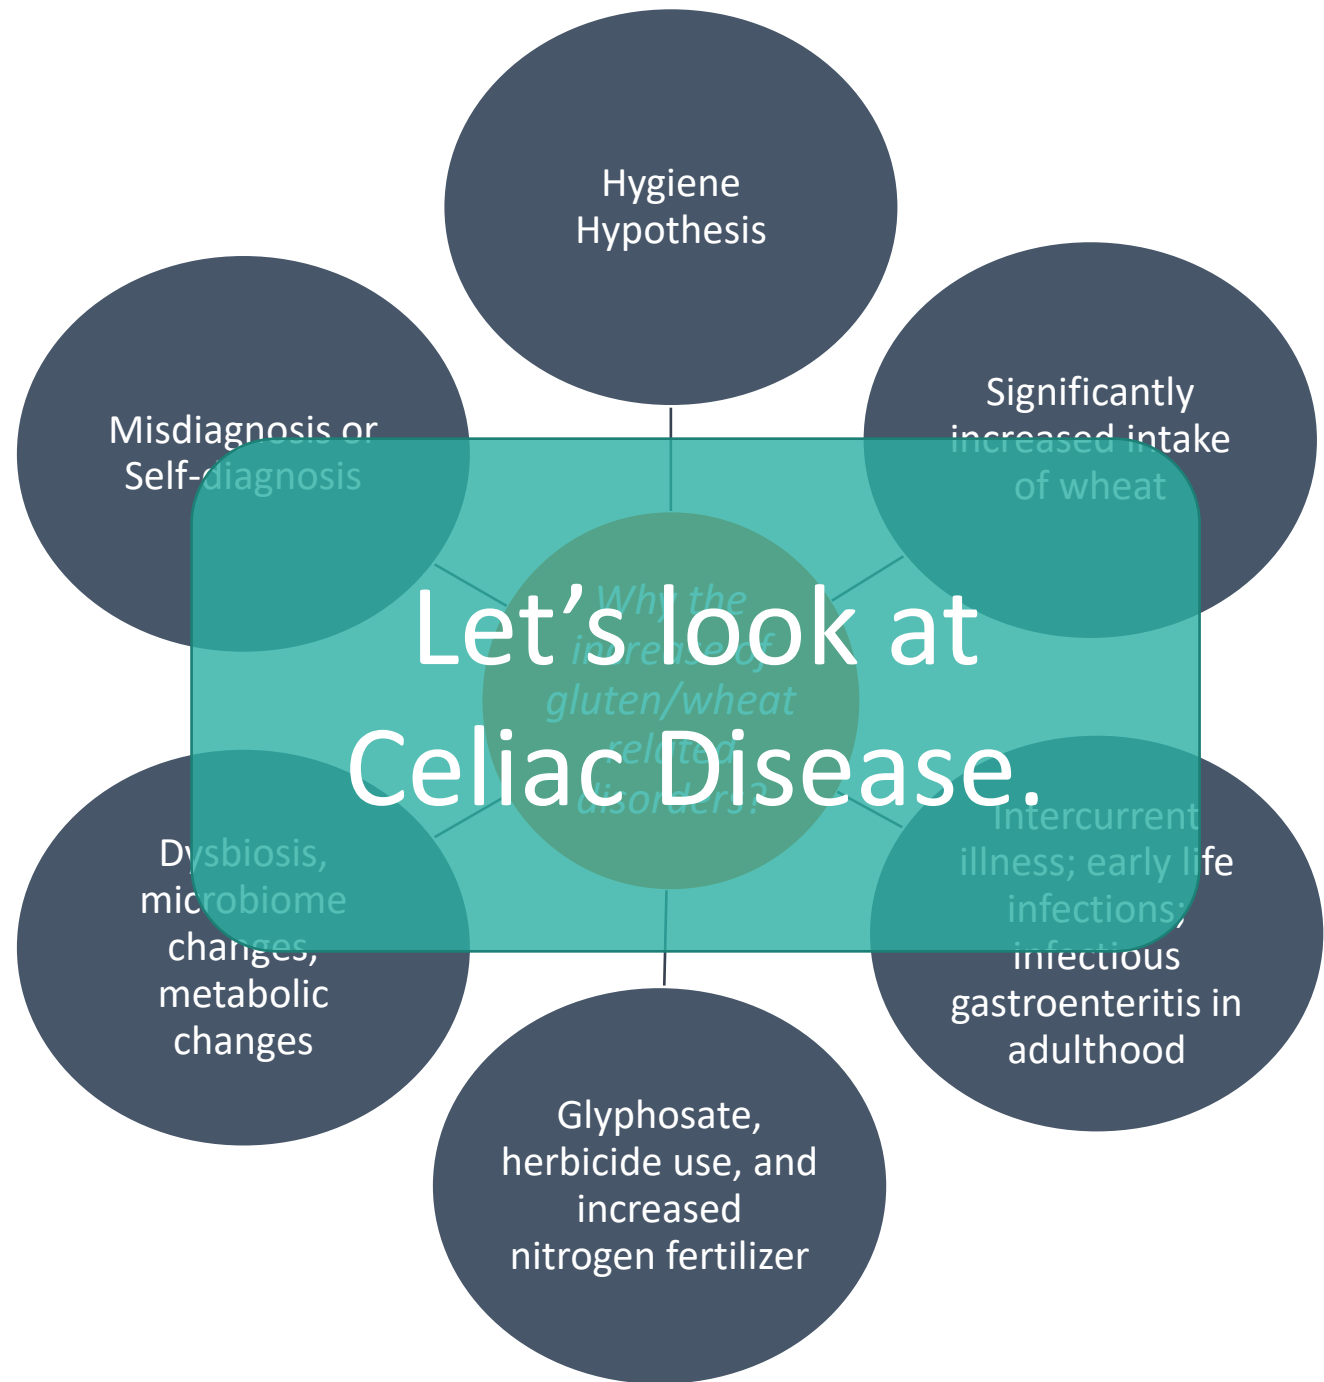 Hygiene
Hypothesis
Significantly
increased intake
of wheat
Misdiagnosis or
Self-diagnosis
Let's look at
Celiac Disease.
Why the
increase of
gluten/wheat
related
disorders?
Intercurrent
illness; early life
infections;
infectious
gastroenteritis in
adulthood
Dysbiosis,
microbiome
changes,
metabolic
changes
Glyphosate,
herbicide use, and
increased
nitrogen fertilizer